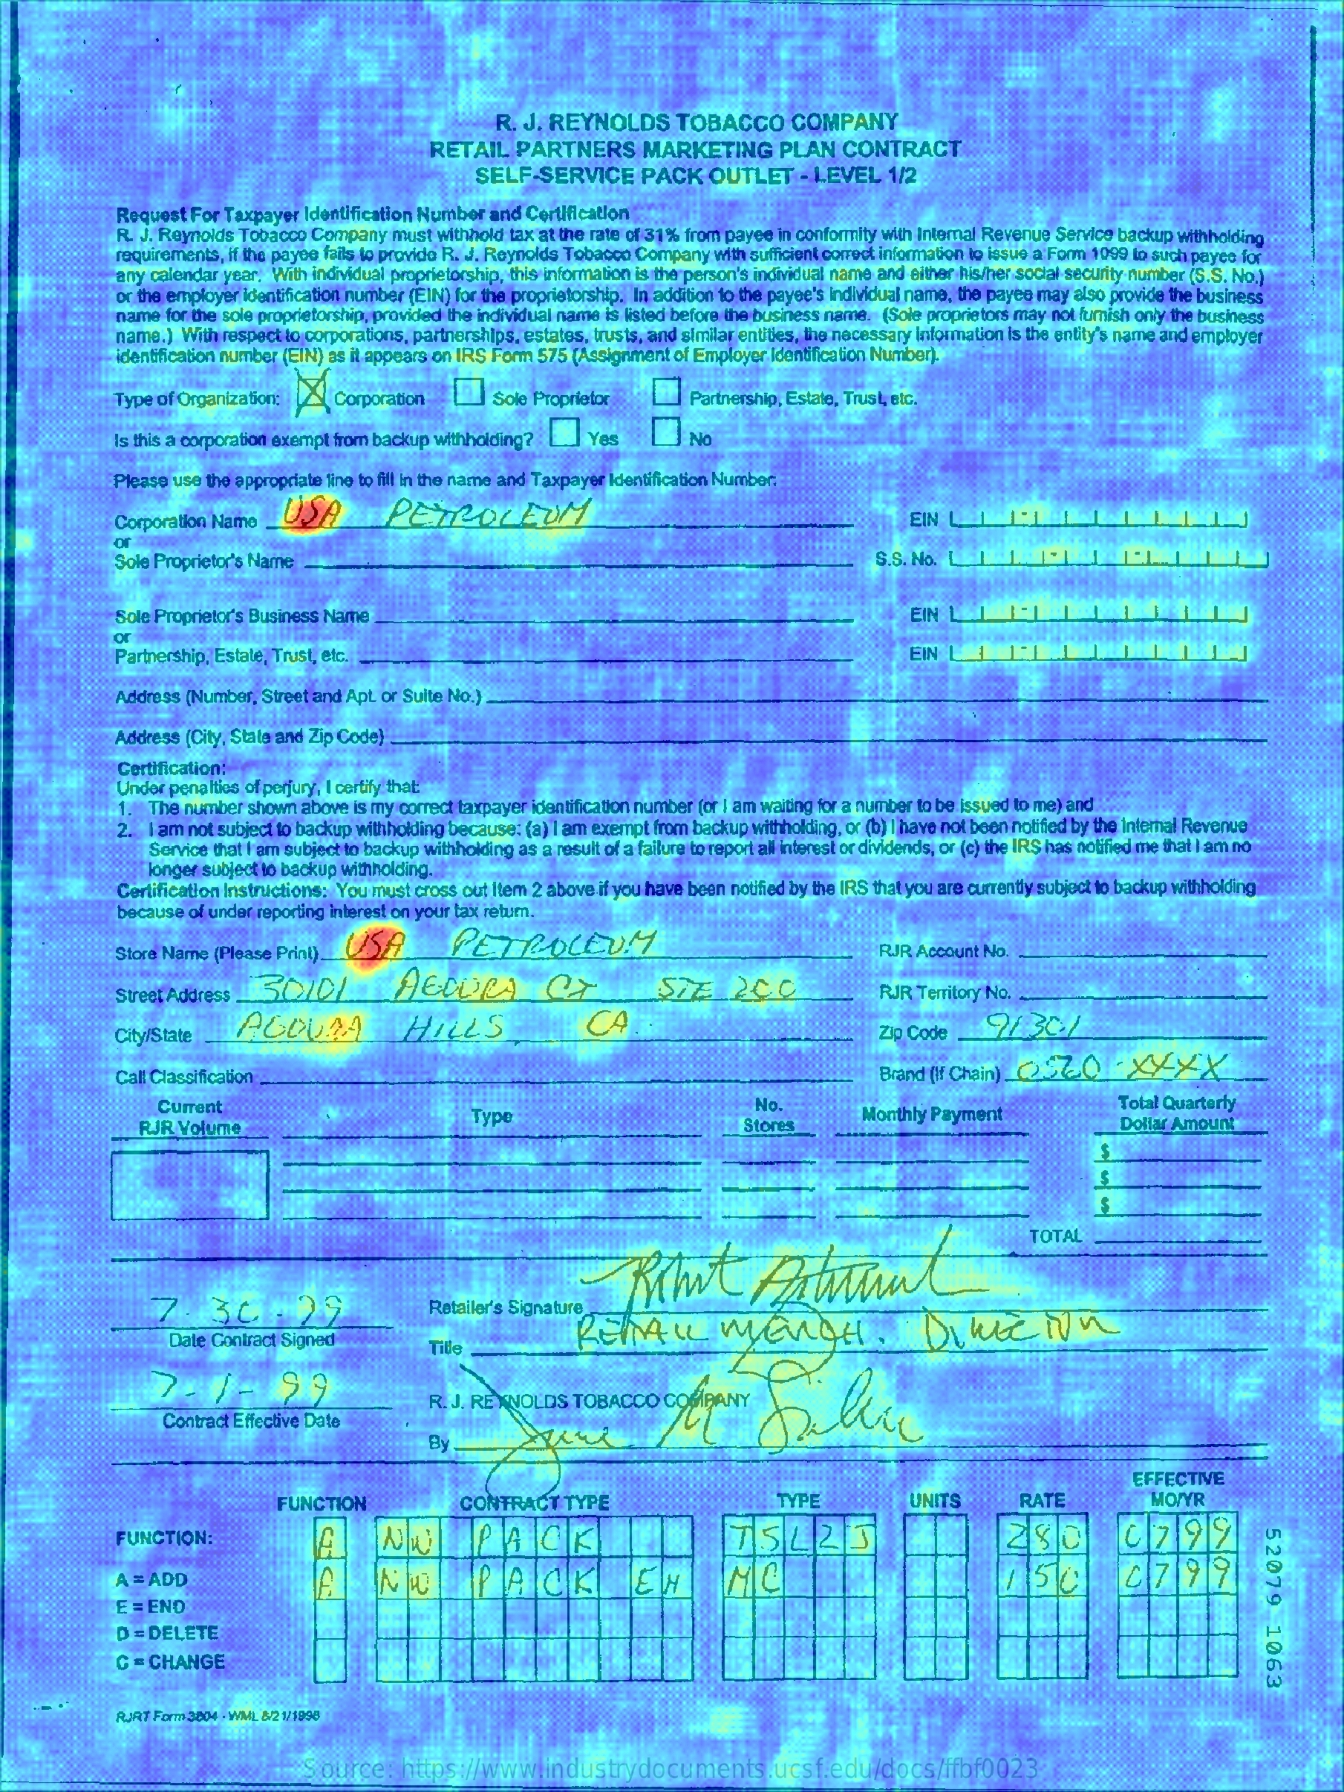 R. J. REYNOLDS TOBACCO COMPANY
RETAIL PARTNERS MARKETING PLAN CONTRACT
SELF-SERVICE PACK OUTLET - LEVEL 1/2
Request For Taxpayer Identification Number and Certification
R. J. Reynolds Tobacco Company must withhold tax at the rate of 31% from payee in conformity with Internal Revenue Service backup withholding
requirements, if the payee fails to provide R. J. Reynolds Tobacco Company with sufficient correct information to issue a Form 1099 to such payee for
any calendar year. With individual proprietorship, this information is the person's individual name and either his/her social security number (S.S. No.)
or the employer identification number (EIN) for the proprietorship. In addition to the payee's individual name, the payee may also provide the business
name for the sole proprietorship, provided the individual name is listed before the business name. (Sole proprietors may not furnish only the business
name.) With respect to corporations, partnerships, estates, trusts, and similar entities, the necessary information is the entity's name and employer
identification number (EIN) as it appears on IRS Form 575 (Assignment of Employer Identification Number).
Type of Organization: X Corporation Sole Proprietor Partnership, Estate, Trust, etc.
Is this a corporation exempt from backup withholding? Yes No
Please use the appropriate line to fill in the name and Taxpayer Identification Number:
Corporation Name USA PETROLEUM EIN
or
Sole Proprietor's Name S.S. No.
Sole Proprietor's Business Name EIN
or
Partnership, Estate, Trust, etc. EIN
Address (Number, Street and Apt. or Suite No.)
Address (City, State and Zip Code)
Certification:
Under penalties of perjury, I certify that:
1. The number shown above is my correct taxpayer identification number (or I am waiting for a number to be issued to me) and
2. I am not subject to backup withholding because: (a) I am exempt from backup withholding, or (b) I have not been notified by the Internal Revenue
Service that I am subject to backup withholding as a result of a failure to report all interest or dividends, or (c) the IRS has notified me that I am no
longer subject to backup withholding.
Certification Instructions: You must cross out Item 2 above if you have been notified by the IRS that you are currently subject to backup withholding
because of under reporting interest on your tax return.
Store Name (Please Print) USA PETROLEUM RJR Account No.
Street Address 30101 AGOURA CT STE 200 RJR Territory No.
City/State AGOURA HILLS, CA Zip Code 91301
Call Classification Brand (If Chain) 0520-XXXX
Current RJR Volume Type No. Stores Monthly Payment Total Quarterly Dollar Amount
$
$
$
TOTAL
7-30-99 Retailer's Signature
Date Contract Signed Title RETAIL MERCH. DIRECTOR
7-1-99 R. J. REYNOLDS TOBACCO COMPANY
Contract Effective Date By
FUNCTION CONTRACT TYPE TYPE UNITS RATE EFFECTIVE MO/YR
FUNCTION: A NW PACK TSL2J 280 0799
A = ADD A NW PACK EH MC 150 0799
E = END
D = DELETE
C = CHANGE
52079 1063
RJRT Form 3804 - WML 8/21/1998
Source: https://www.industrydocuments.ucsf.edu/docs/ffbf0023